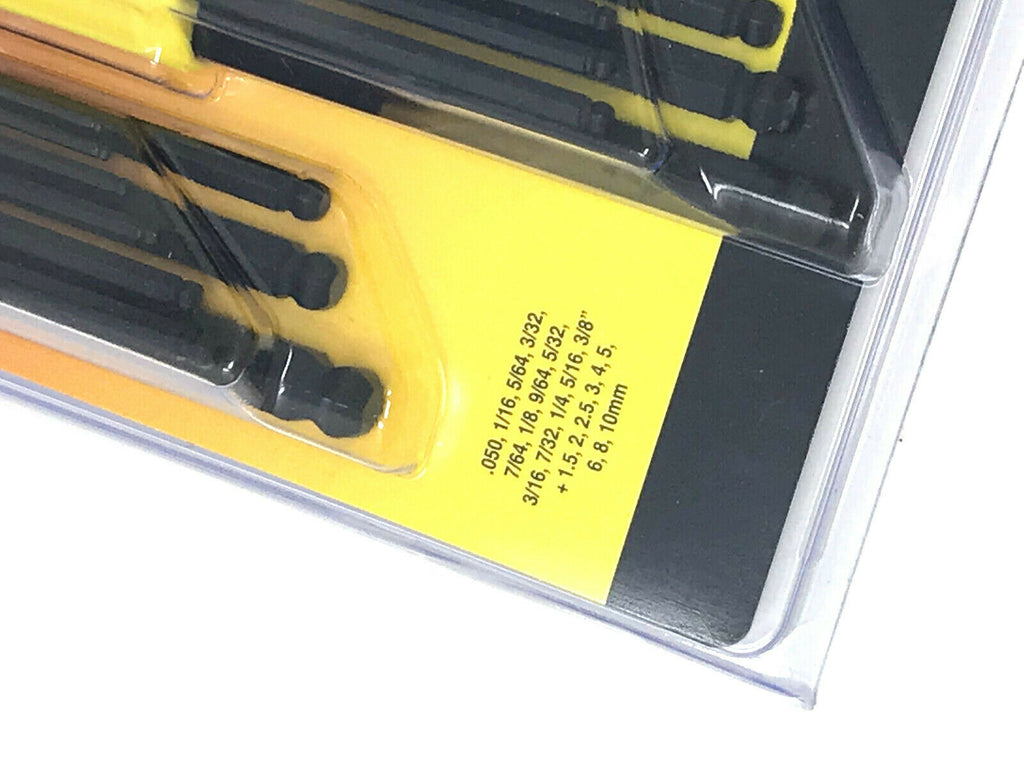 .050, 1/16, 5/64, 3/32,
7/64, 1/8, 9/64, 5/32,
3/16, 7/32, 1/4, 5/16, 3/8"
+ 1.5, 2, 2.5, 3, 4, 5,
6, 8, 10mm